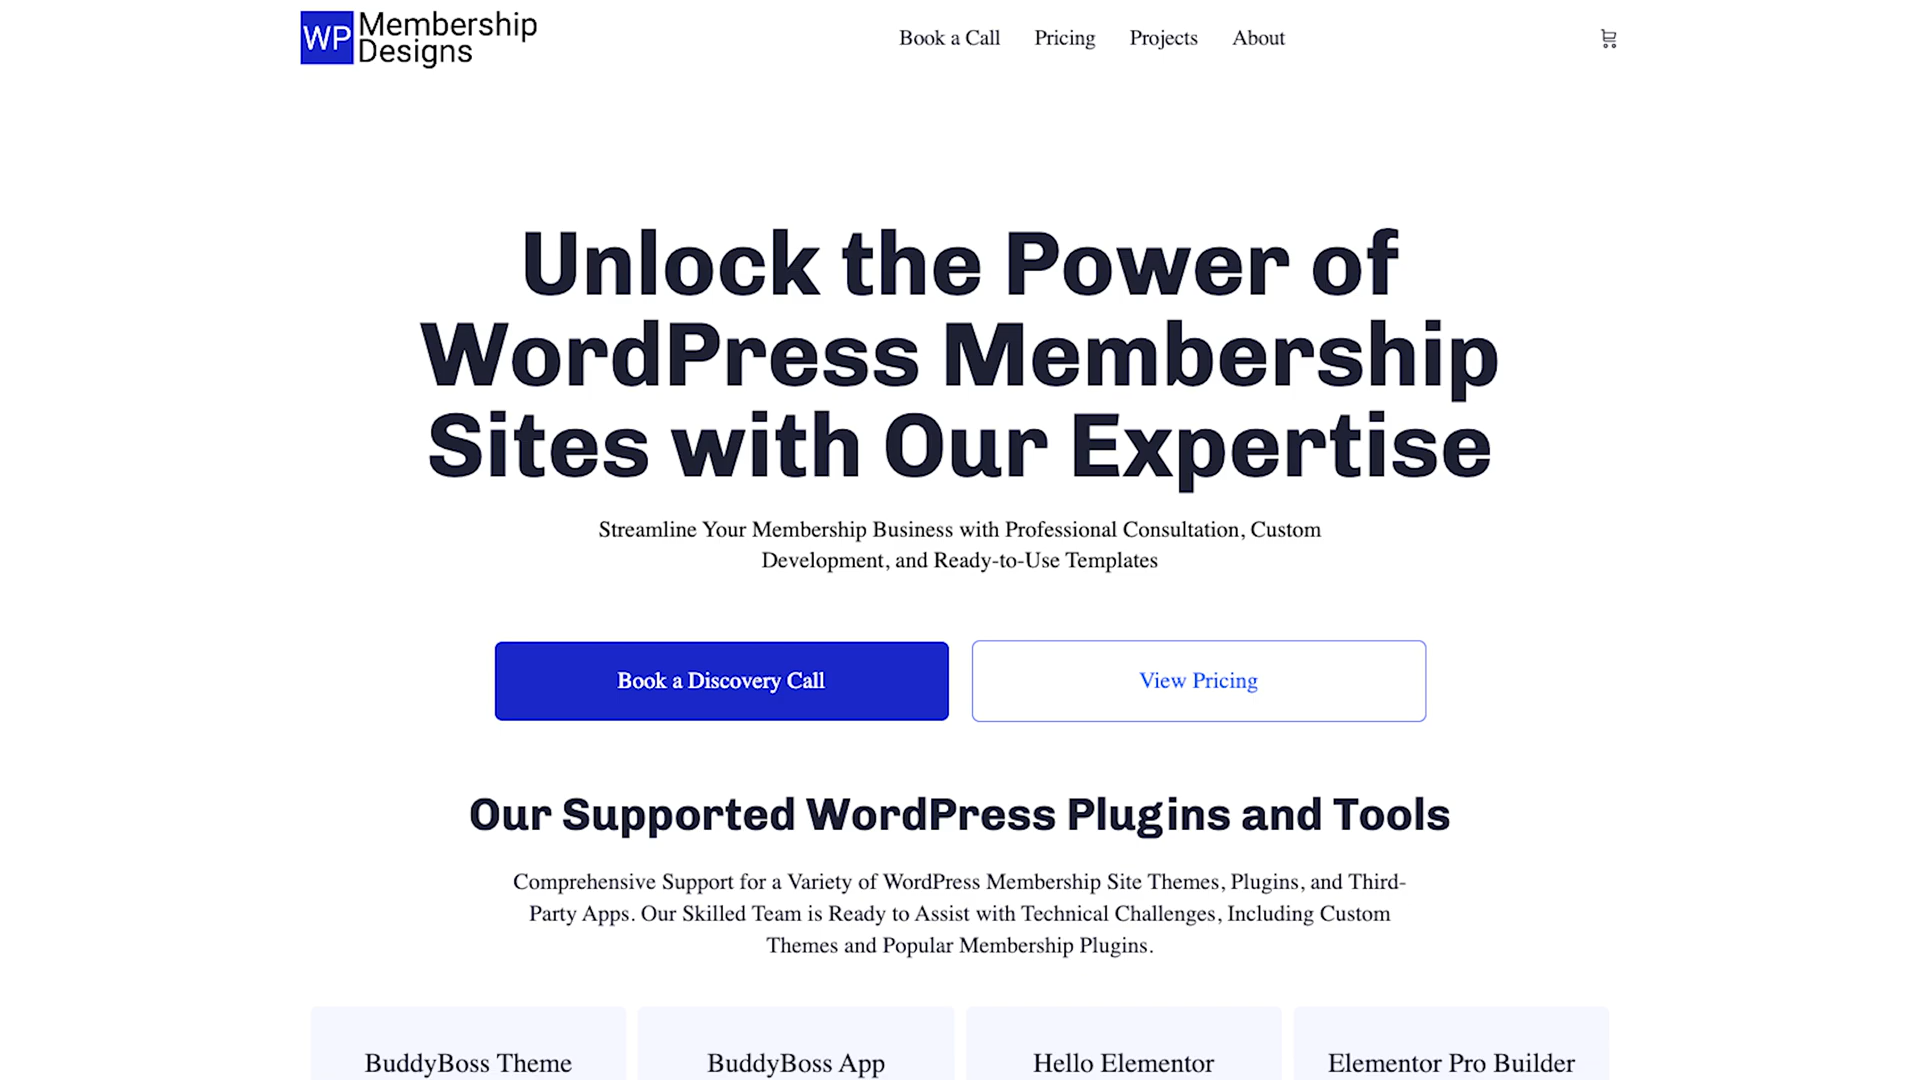 WP Membership Designs
Book a Call
Pricing
Projects
About
Unlock the Power of
WordPress Membership
Sites with Our Expertise
Streamline Your Membership Business with Professional Consultation, Custom
Development, and Ready-to-Use Templates
Book a Discovery Call
View Pricing
Our Supported WordPress Plugins and Tools
Comprehensive Support for a Variety of WordPress Membership Site Themes, Plugins, and Third-
Party Apps. Our Skilled Team is Ready to Assist with Technical Challenges, Including Custom
Themes and Popular Membership Plugins.
BuddyBoss Theme
BuddyBoss App
Hello Elementor
Elementor Pro Builder